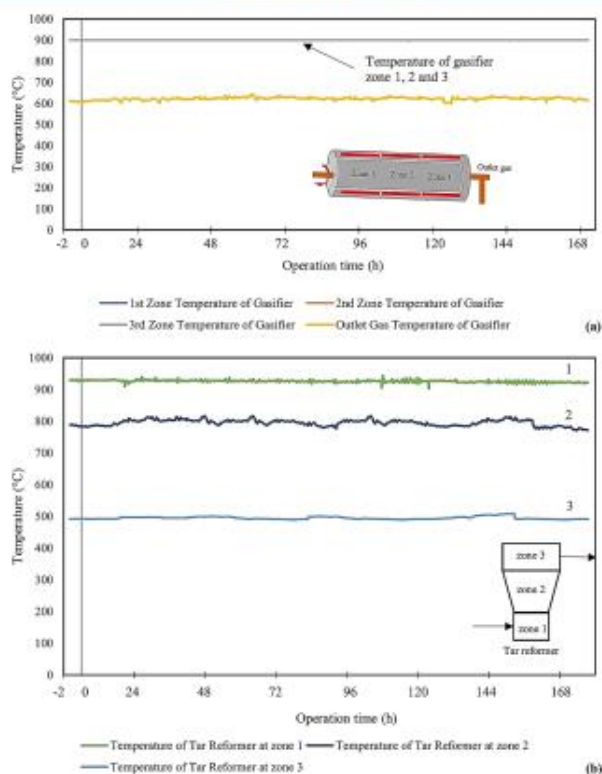 1000
900
800
700
600
500
400
300
200
100
0
Temperature (°C)
Temperature of gasifier
zone 1, 2 and 3
Outlet gas
Zone 2
-2 0 24 48 72 96 120 144 168
Operation time (h)
1st Zone Temperature of Gasifier
2nd Zone Temperature of Gasifier
3rd Zone Temperature of Gasifier
Outlet Gas Temperature of Gasifier
(a)
1000
900
800
700
600
500
400
300
200
100
0
Temperature (°C)
1
2
3
zone 3
zone 2
zone 1
Tar reformer
-2 0 24 48 72 96 120 144 168
Operation time (h)
Temperature of Tar Reformer at zone 1
Temperature of Tar Reformer at zone 2
Temperature of Tar Reformer at zone 3
(b)